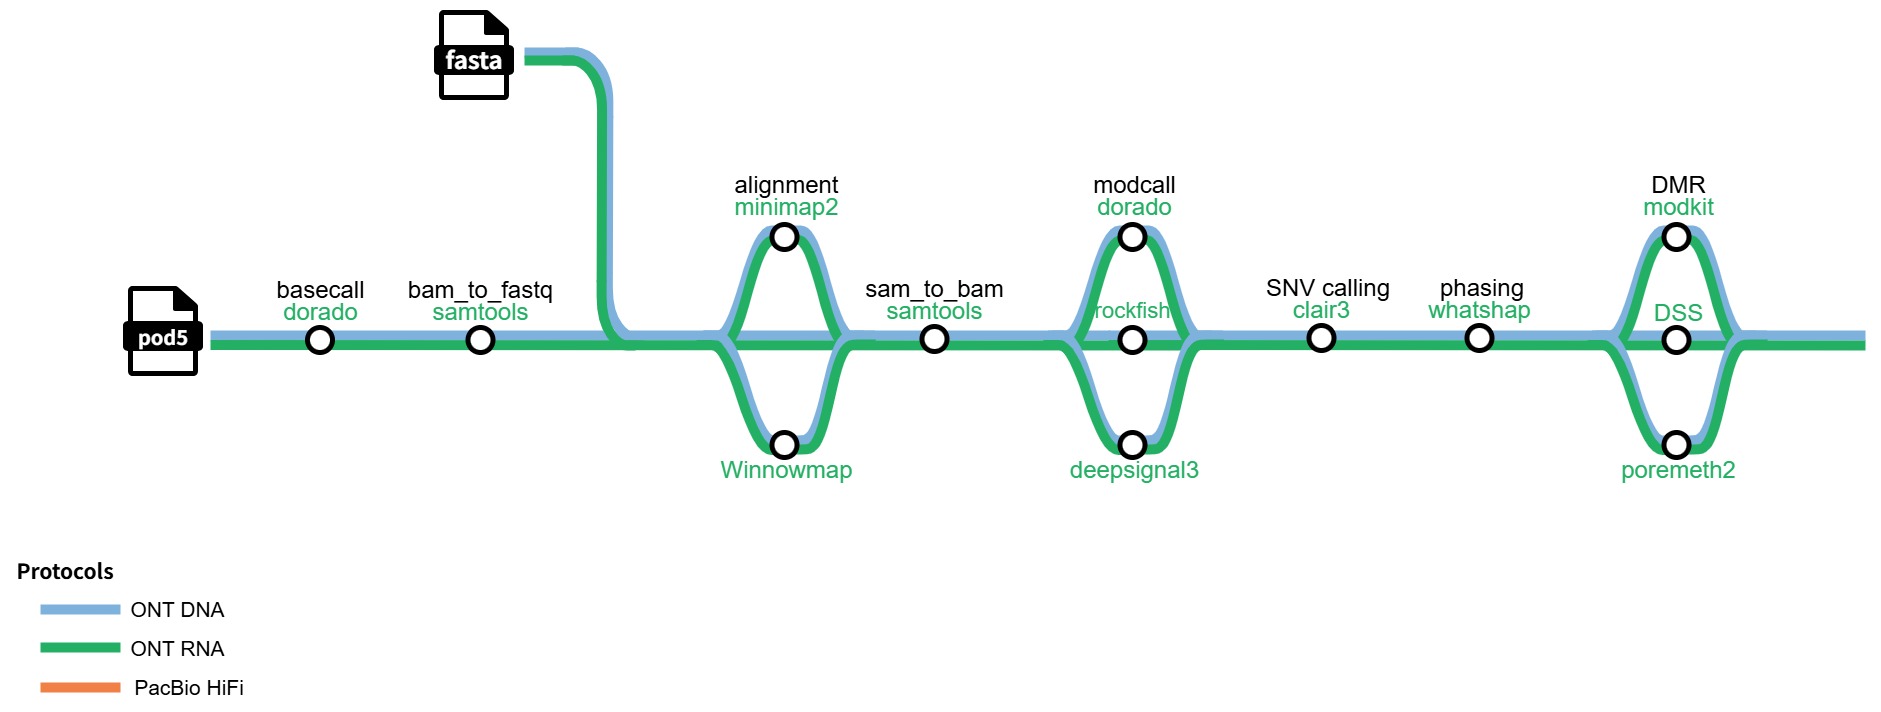 fasta
pod5
basecall
dorado
bam_to_fastq
samtools
alignment
minimap2
Winnowmap
sam_to_bam
samtools
modcall
dorado
rockfish
deepsignal3
SNV calling
clair3
phasing
whatshap
DMR
modkit
DSS
poremeth2
Protocols
ONT DNA
ONT RNA
PacBio HiFi